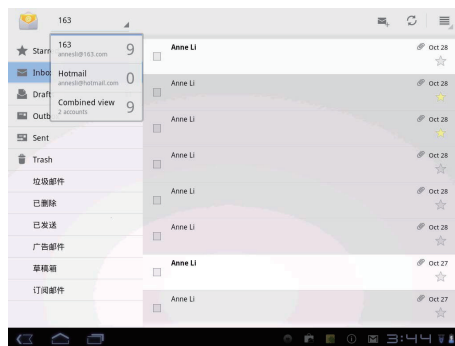 163
163
annesli@163.com
9
Hotmail
annesli@hotmail.com
0
Combined view
2 accounts
9
Starr
Inbox
Draft
Outb
Sent
Trash
垃圾邮件
已删除
已发送
广告邮件
草稿箱
订阅邮件
Anne Li
Oct 28
Anne Li
Oct 28
Anne Li
Oct 28
Anne Li
Oct 28
Anne Li
Oct 28
Anne Li
Oct 28
Anne Li
Oct 27
Anne Li
Oct 27
3:44